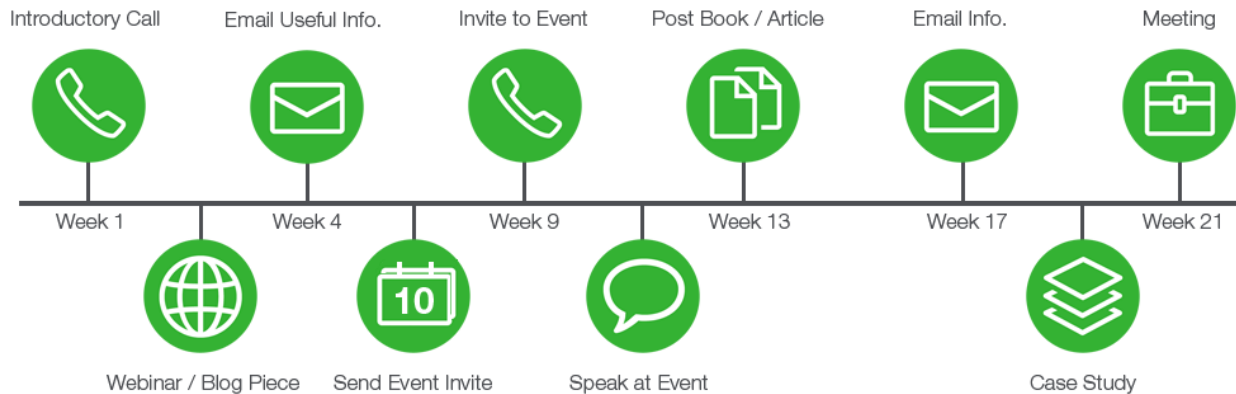 Introductory Call
Email Useful Info.
Invite to Event
Post Book / Article
Email Info.
Meeting
Week 1
Week 4
Week 9
Week 13
Week 17
Week 21
10
Webinar / Blog Piece
Send Event Invite
Speak at Event
Case Study